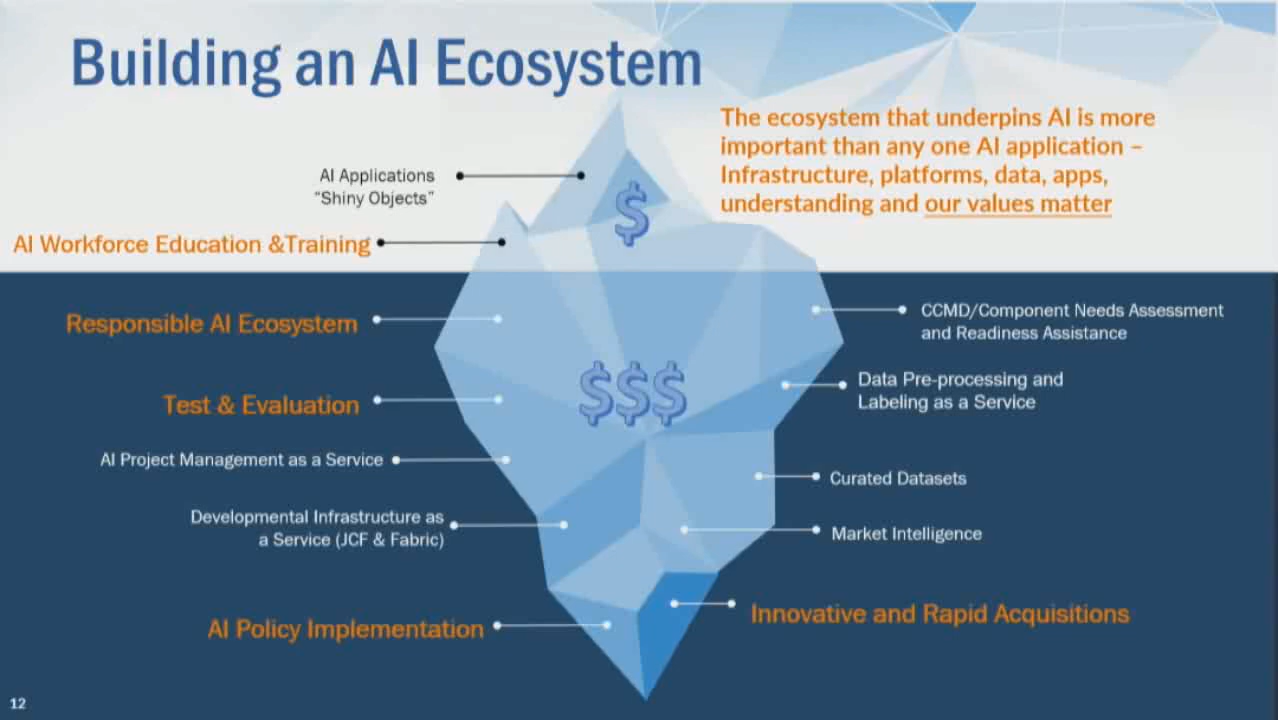 Building an AI Ecosystem
The ecosystem that underpins AI is more
important than any one AI application –
Infrastructure, platforms, data, apps,
understanding and our values matter
AI Applications
“Shiny Objects”
$
AI Workforce Education &Training
Responsible AI Ecosystem
CCMD/Component Needs Assessment
and Readiness Assistance
$$$
Test & Evaluation
Data Pre-processing and
Labeling as a Service
AI Project Management as a Service
Curated Datasets
Developmental Infrastructure as
a Service (JCF & Fabric)
Market Intelligence
AI Policy Implementation
Innovative and Rapid Acquisitions
12